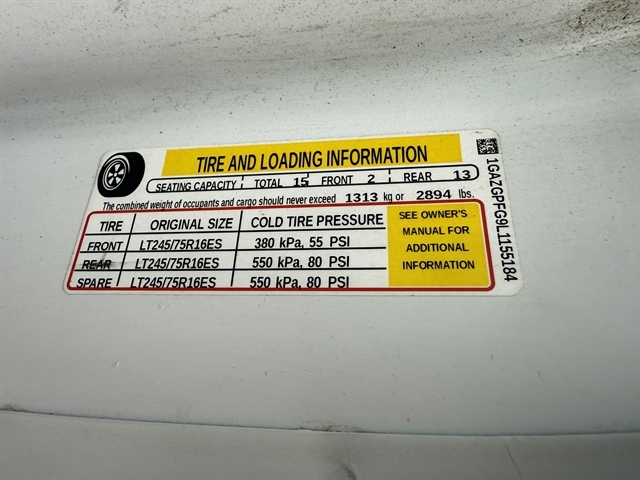 TIRE AND LOADING INFORMATION
SEATING CAPACITY TOTAL 15 FRONT 2 REAR 13
The combined weight of occupants and cargo should never exceed 1313 kg or 2894 lbs.
TIRE ORIGINAL SIZE COLD TIRE PRESSURE
FRONT LT245/75R16ES 380 kPa, 55 PSI
REAR LT245/75R16ES 550 kPa, 80 PSI
SPARE LT245/75R16ES 550 kPa, 80 PSI
SEE OWNER'S
MANUAL FOR
ADDITIONAL
INFORMATION
1GAZGPFG9L1155184